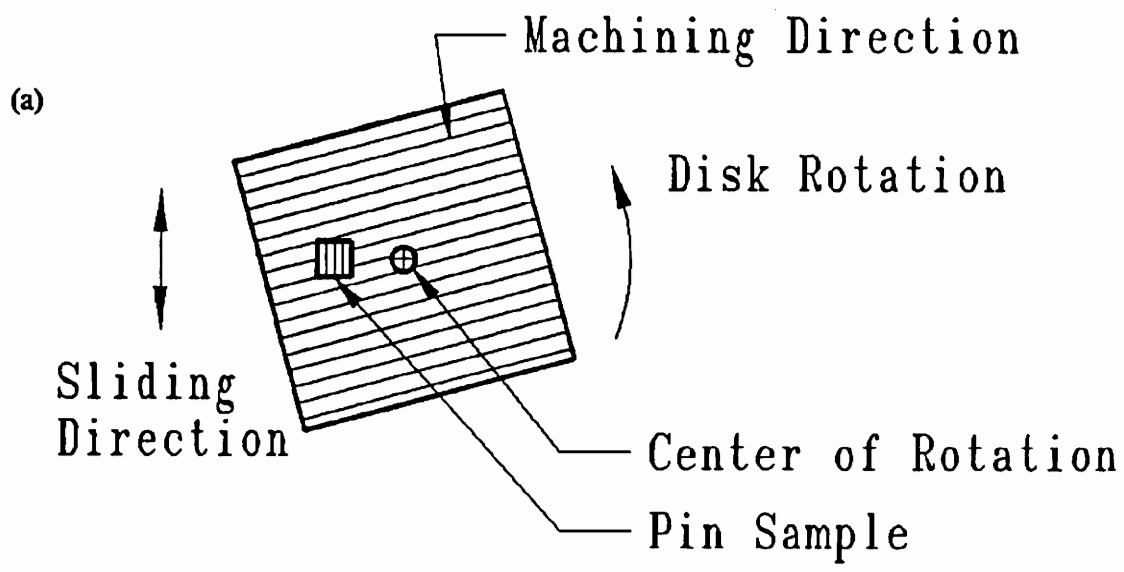 Machining Direction
(a)
Disk Rotation
Sliding
Direction
Center of Rotation
Pin Sample